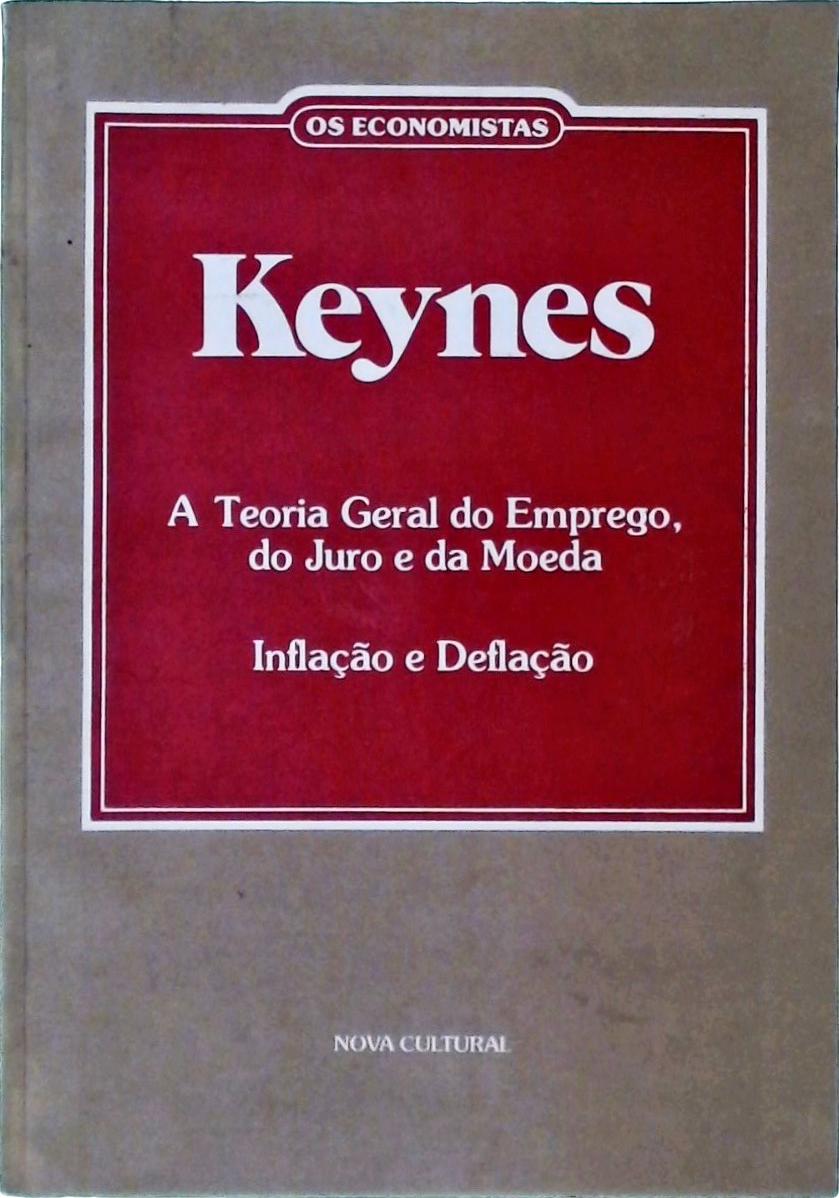 OS ECONOMISTAS
Keynes
A Teoria Geral do Emprego,
do Juro e da Moeda
Inflação e Deflação
NOVA CULTURAL